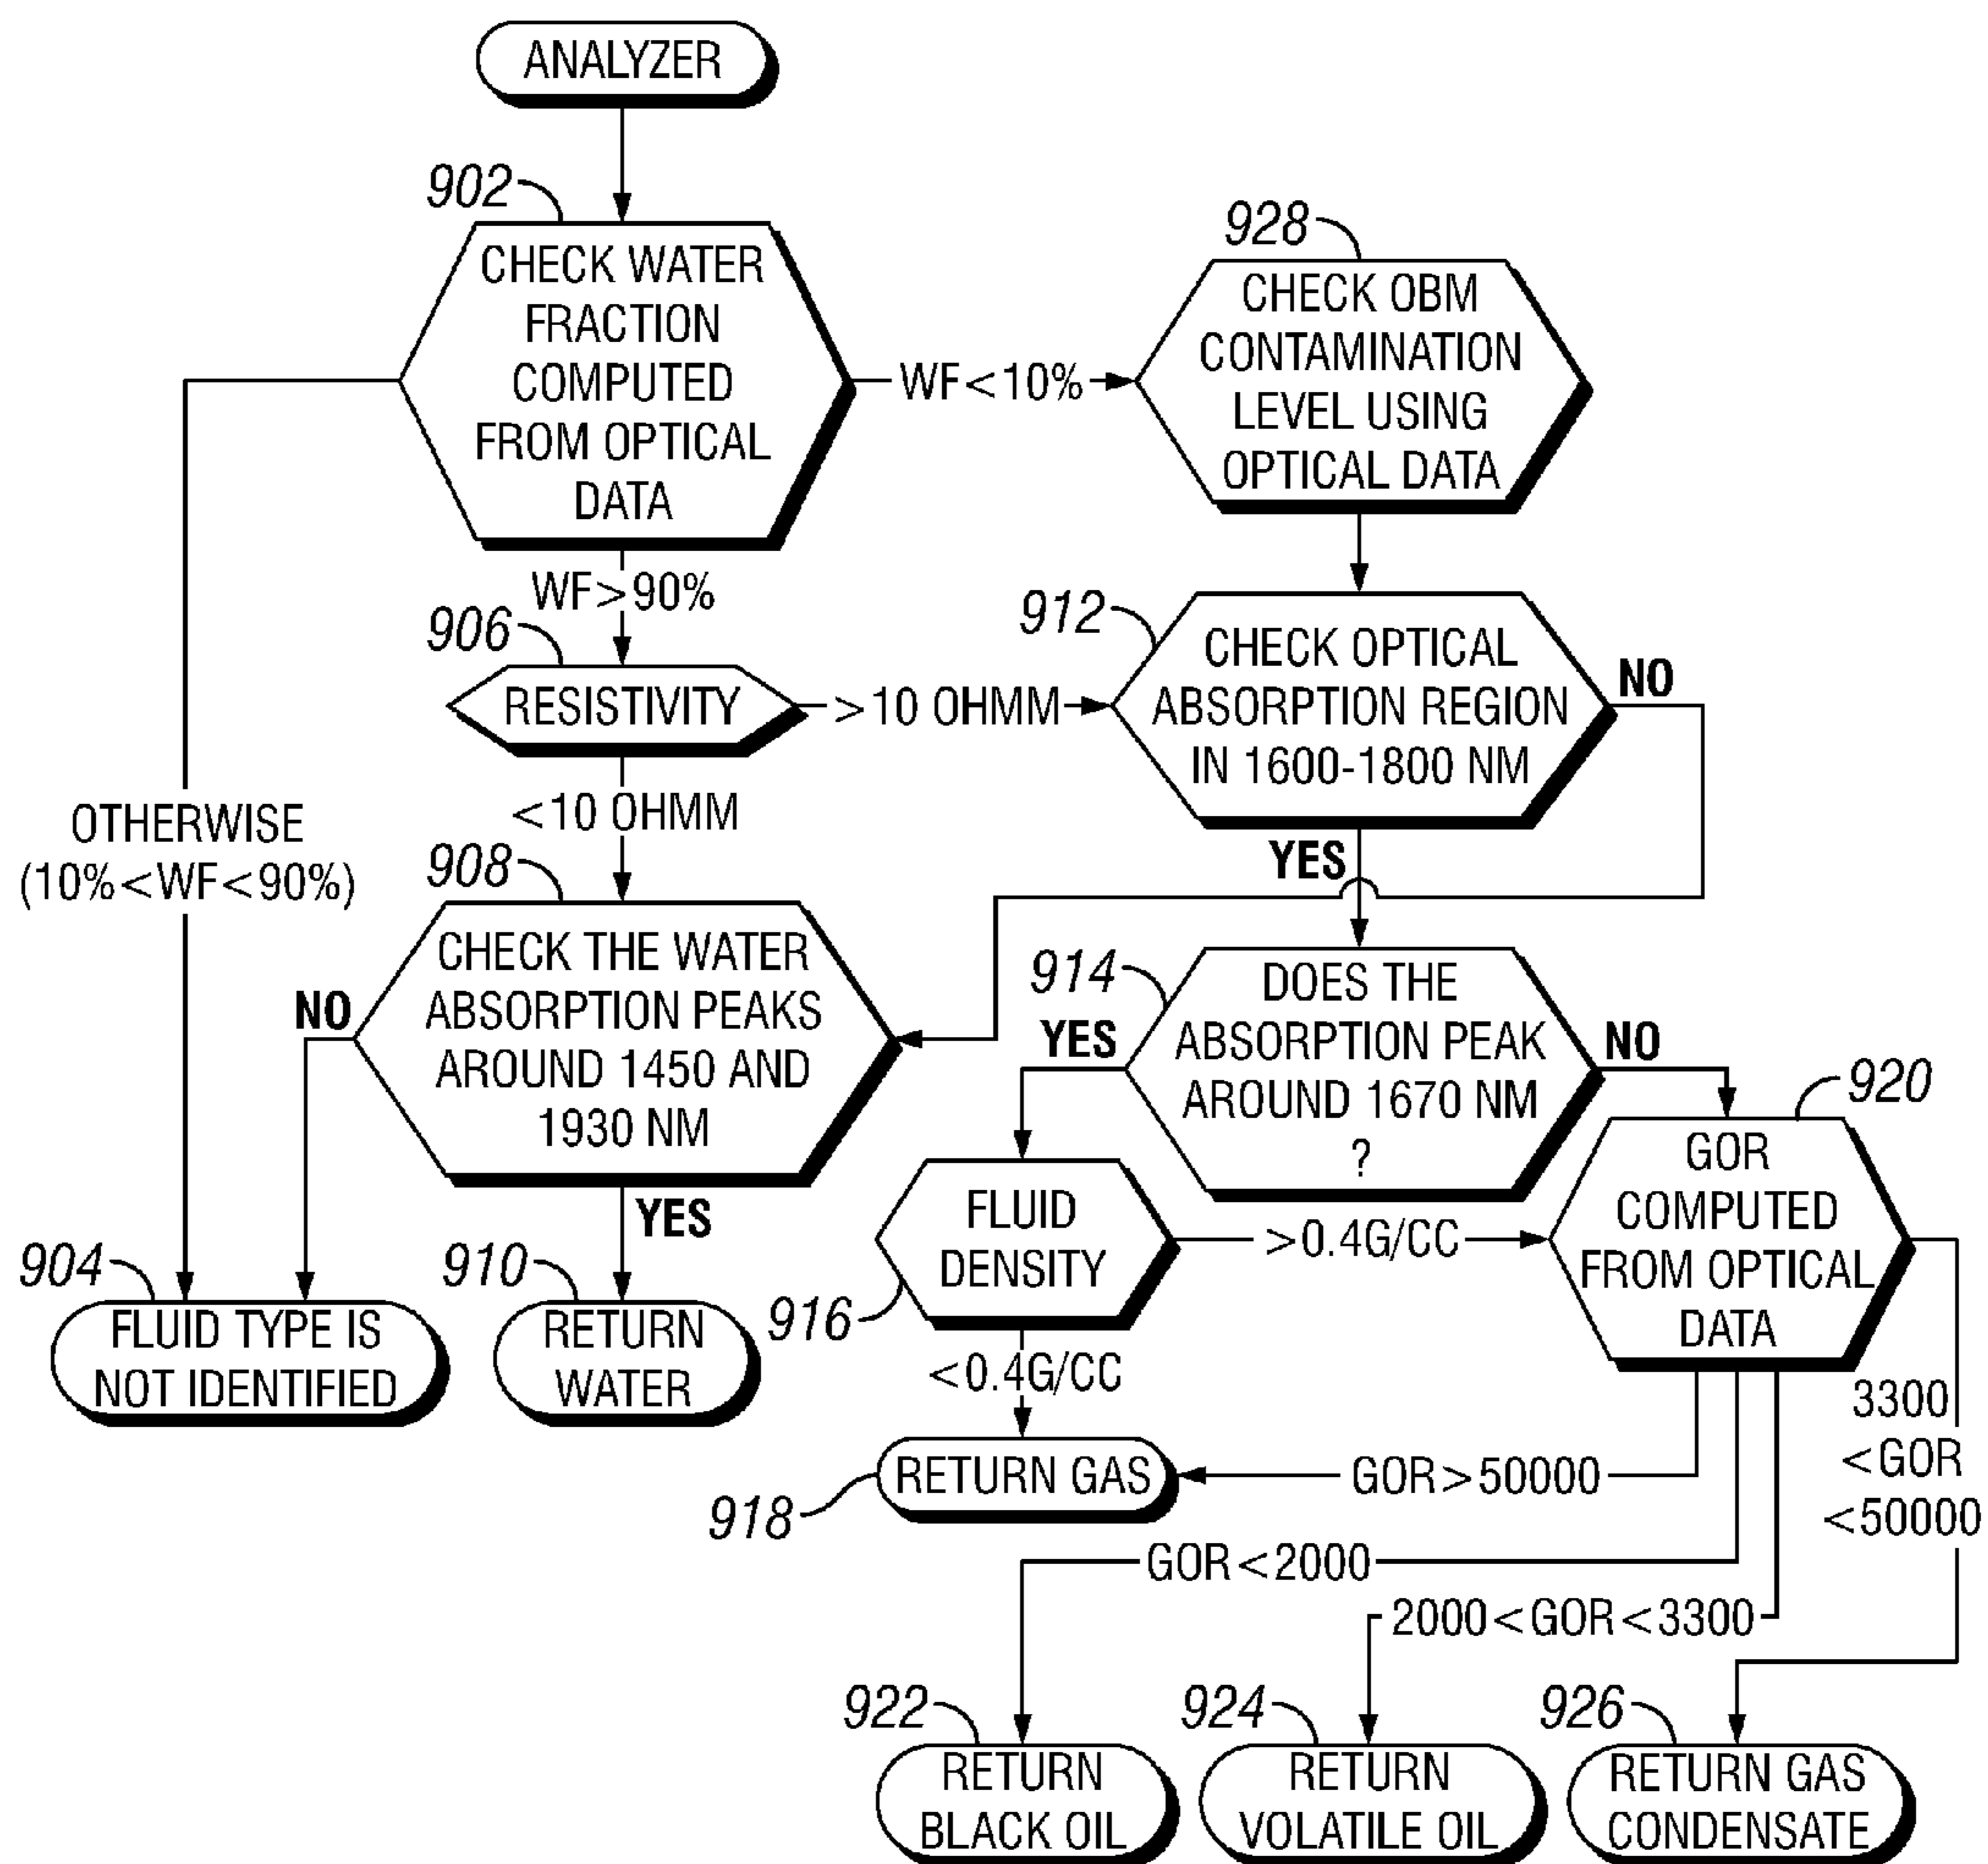 ANALYZER
902
CHECK WATER
FRACTION
COMPUTED
FROM OPTICAL
DATA
WF<10%
928
CHECK OBM
CONTAMINATION
LEVEL USING
OPTICAL DATA
WF>90%
OTHERWISE
(10%<WF<90%)
906
RESISTIVITY
>10 OHMM
<10 OHMM
912
CHECK OPTICAL
ABSORPTION REGION
IN 1600-1800 NM
NO
YES
908
CHECK THE WATER
ABSORPTION PEAKS
AROUND 1450 AND
1930 NM
NO
YES
914
DOES THE
ABSORPTION PEAK
AROUND 1670 NM
?
YES
NO
904
FLUID TYPE IS
NOT IDENTIFIED
910
RETURN
WATER
916
FLUID
DENSITY
>0.4G/CC
<0.4G/CC
920
GOR
COMPUTED
FROM OPTICAL
DATA
918
RETURN GAS
GOR>50000
3300
<GOR
<50000
GOR<2000
2000<GOR<3300
922
RETURN
BLACK OIL
924
RETURN
VOLATILE OIL
926
RETURN GAS
CONDENSATE